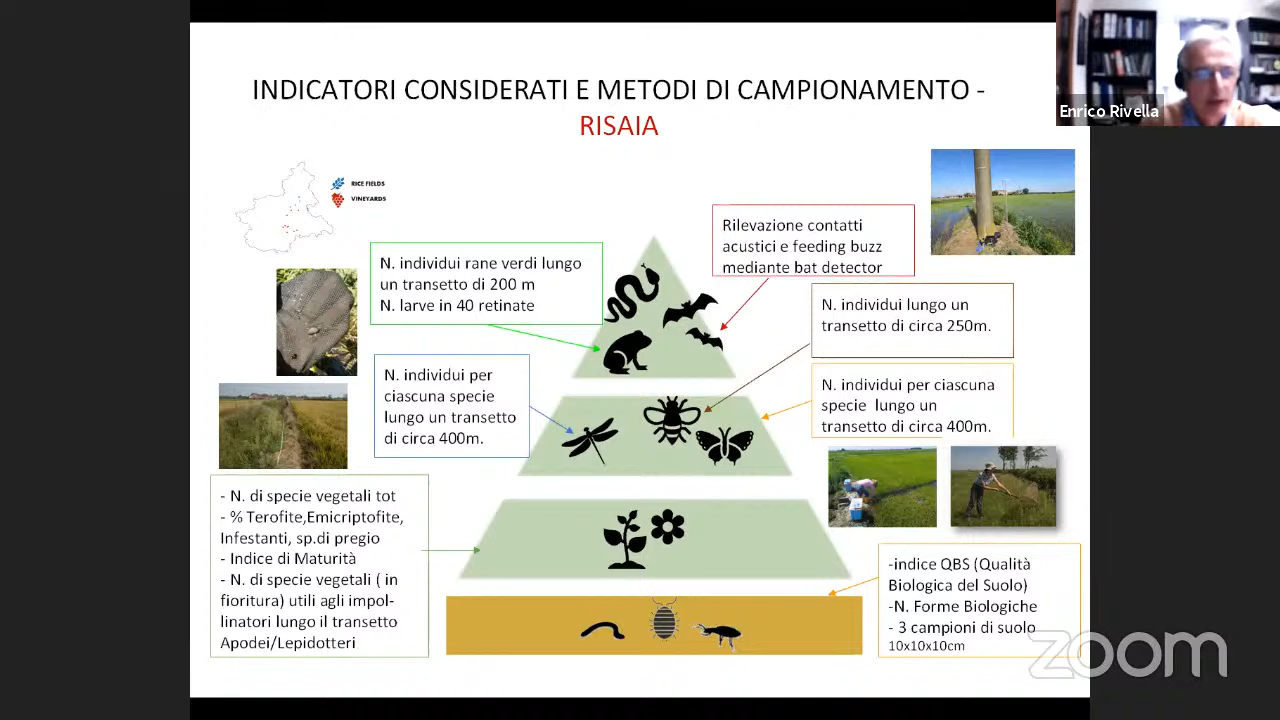 INDICATORI CONSIDERATI E METODI DI CAMPIONAMENTO -
RISAIA
Enrico Rivella
RICE FIELDS
VINEYARDS
N. individui rane verdi lungo
un transetto di 200 m
N. larve in 40 retinate
Rilevazione contatti
acustici e feeding buzz
mediante bat detector
N. individui lungo un
transetto di circa 250m.
N. individui per
ciascuna specie
lungo un transetto
di circa 400m.
N. individui per ciascuna
specie lungo un
transetto di circa 400m.
- N. di specie vegetali tot
- % Terofite,Emicriptofite,
Infestanti, sp.di pregio
- Indice di Maturità
- N. di specie vegetali ( in
fioritura) utili agli impol-
linatori lungo il transetto
Apodei/Lepidotteri
-indice QBS (Qualità
Biologica del Suolo)
-N. Forme Biologiche
- 3 campioni di suolo
10x10x10cm
zoom